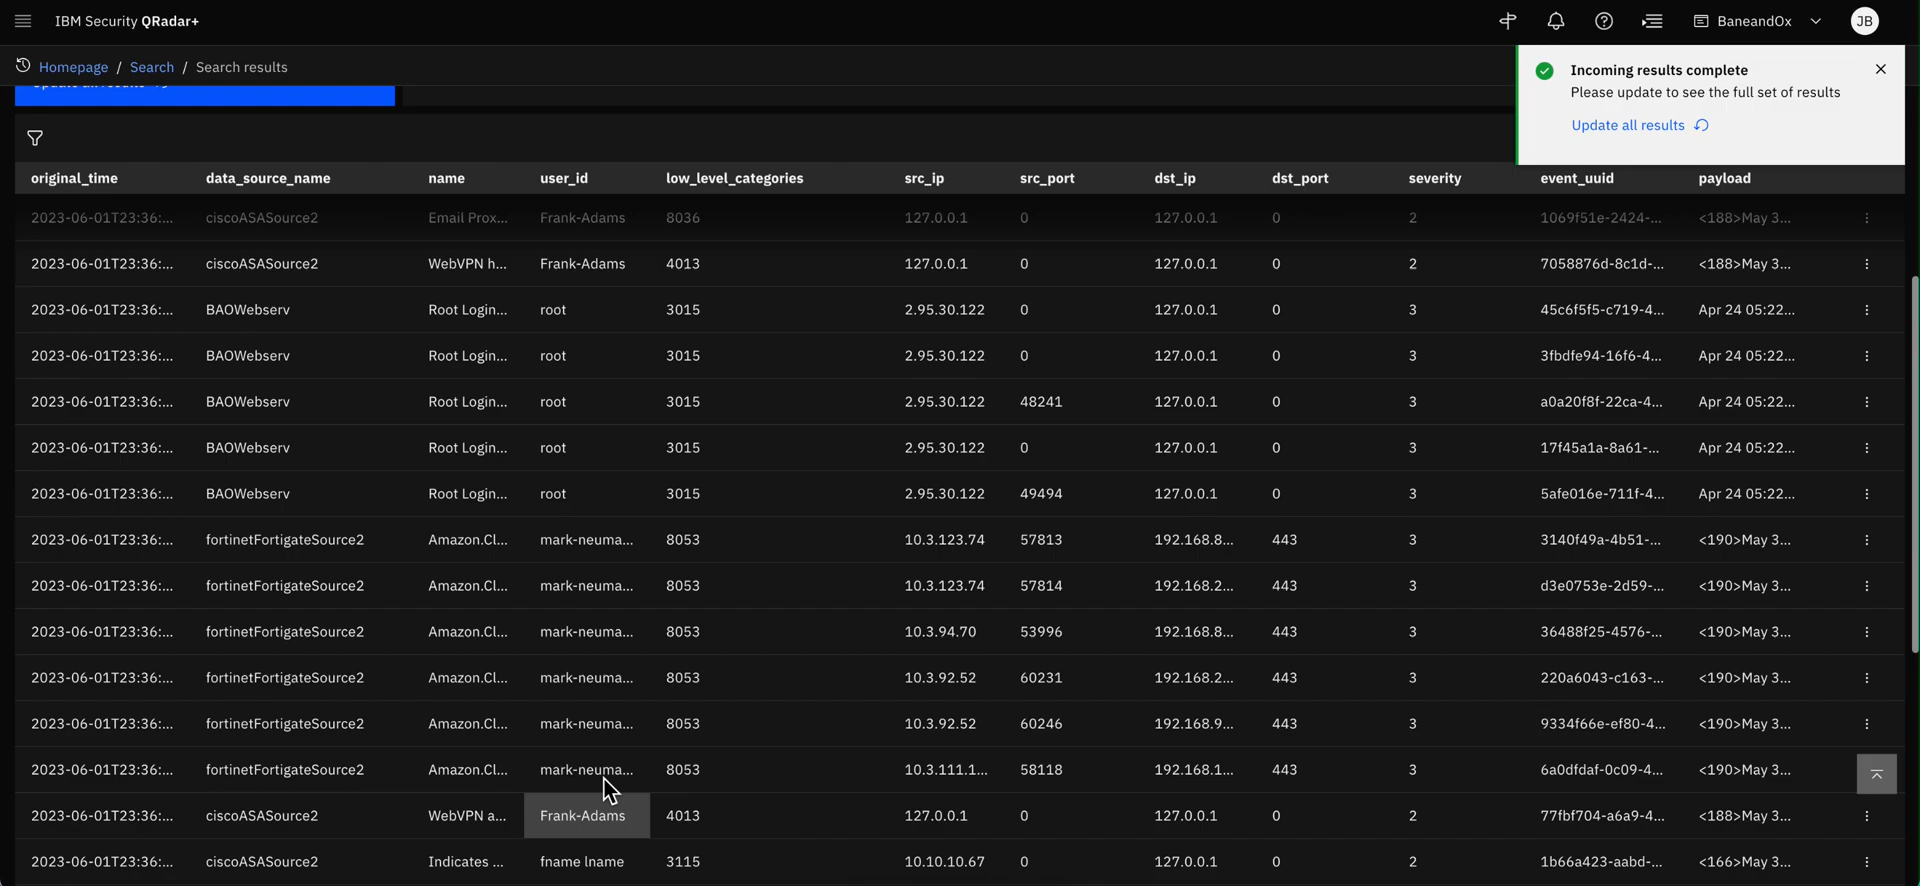 IBM Security QRadar+
BaneandOx
JB
Homepage / Search / Search results
Update all results
Incoming results complete
Please update to see the full set of results
Update all results
original_time data_source_name name user_id low_level_categories src_ip src_port dst_ip dst_port severity event_uuid payload
2023-06-01T23:36:... ciscoASASource2 Email Prox... Frank-Adams 8036 127.0.0.1 0 127.0.0.1 0 2 1069f51e-2424-... <188>May 3...
2023-06-01T23:36:... ciscoASASource2 WebVPN h... Frank-Adams 4013 127.0.0.1 0 127.0.0.1 0 2 7058876d-8c1d-... <188>May 3...
2023-06-01T23:36:... BAOWebserv Root Login... root 3015 2.95.30.122 0 127.0.0.1 0 3 45c6f5f5-c719-4... Apr 24 05:22...
2023-06-01T23:36:... BAOWebserv Root Login... root 3015 2.95.30.122 0 127.0.0.1 0 3 3fbdfe94-16f6-4... Apr 24 05:22...
2023-06-01T23:36:... BAOWebserv Root Login... root 3015 2.95.30.122 48241 127.0.0.1 0 3 a0a20f8f-22ca-4... Apr 24 05:22...
2023-06-01T23:36:... BAOWebserv Root Login... root 3015 2.95.30.122 0 127.0.0.1 0 3 17f45a1a-8a61-... Apr 24 05:22...
2023-06-01T23:36:... BAOWebserv Root Login... root 3015 2.95.30.122 49494 127.0.0.1 0 3 5afe016e-711f-4... Apr 24 05:22...
2023-06-01T23:36:... fortinetFortigateSource2 Amazon.Cl... mark-neuma... 8053 10.3.123.74 57813 192.168.8... 443 3 3140f49a-4b51-... <190>May 3...
2023-06-01T23:36:... fortinetFortigateSource2 Amazon.Cl... mark-neuma... 8053 10.3.123.74 57814 192.168.2... 443 3 d3e0753e-2d59-... <190>May 3...
2023-06-01T23:36:... fortinetFortigateSource2 Amazon.Cl... mark-neuma... 8053 10.3.94.70 53996 192.168.8... 443 3 36488f25-4576-... <190>May 3...
2023-06-01T23:36:... fortinetFortigateSource2 Amazon.Cl... mark-neuma... 8053 10.3.92.52 60231 192.168.2... 443 3 220a6043-c163-... <190>May 3...
2023-06-01T23:36:... fortinetFortigateSource2 Amazon.Cl... mark-neuma... 8053 10.3.92.52 60246 192.168.9... 443 3 9334f66e-ef80-4... <190>May 3...
2023-06-01T23:36:... fortinetFortigateSource2 Amazon.Cl... mark-neuma... 8053 10.3.111.1... 58118 192.168.1... 443 3 6a0dfdaf-0c09-4... <190>May 3...
2023-06-01T23:36:... ciscoASASource2 WebVPN a... Frank-Adams 4013 127.0.0.1 0 127.0.0.1 0 2 77fbf704-a6a9-4... <188>May 3...
2023-06-01T23:36:... ciscoASASource2 Indicates ... fname lname 3115 10.10.10.67 0 127.0.0.1 0 2 1b66a423-aabd-... <166>May 3...